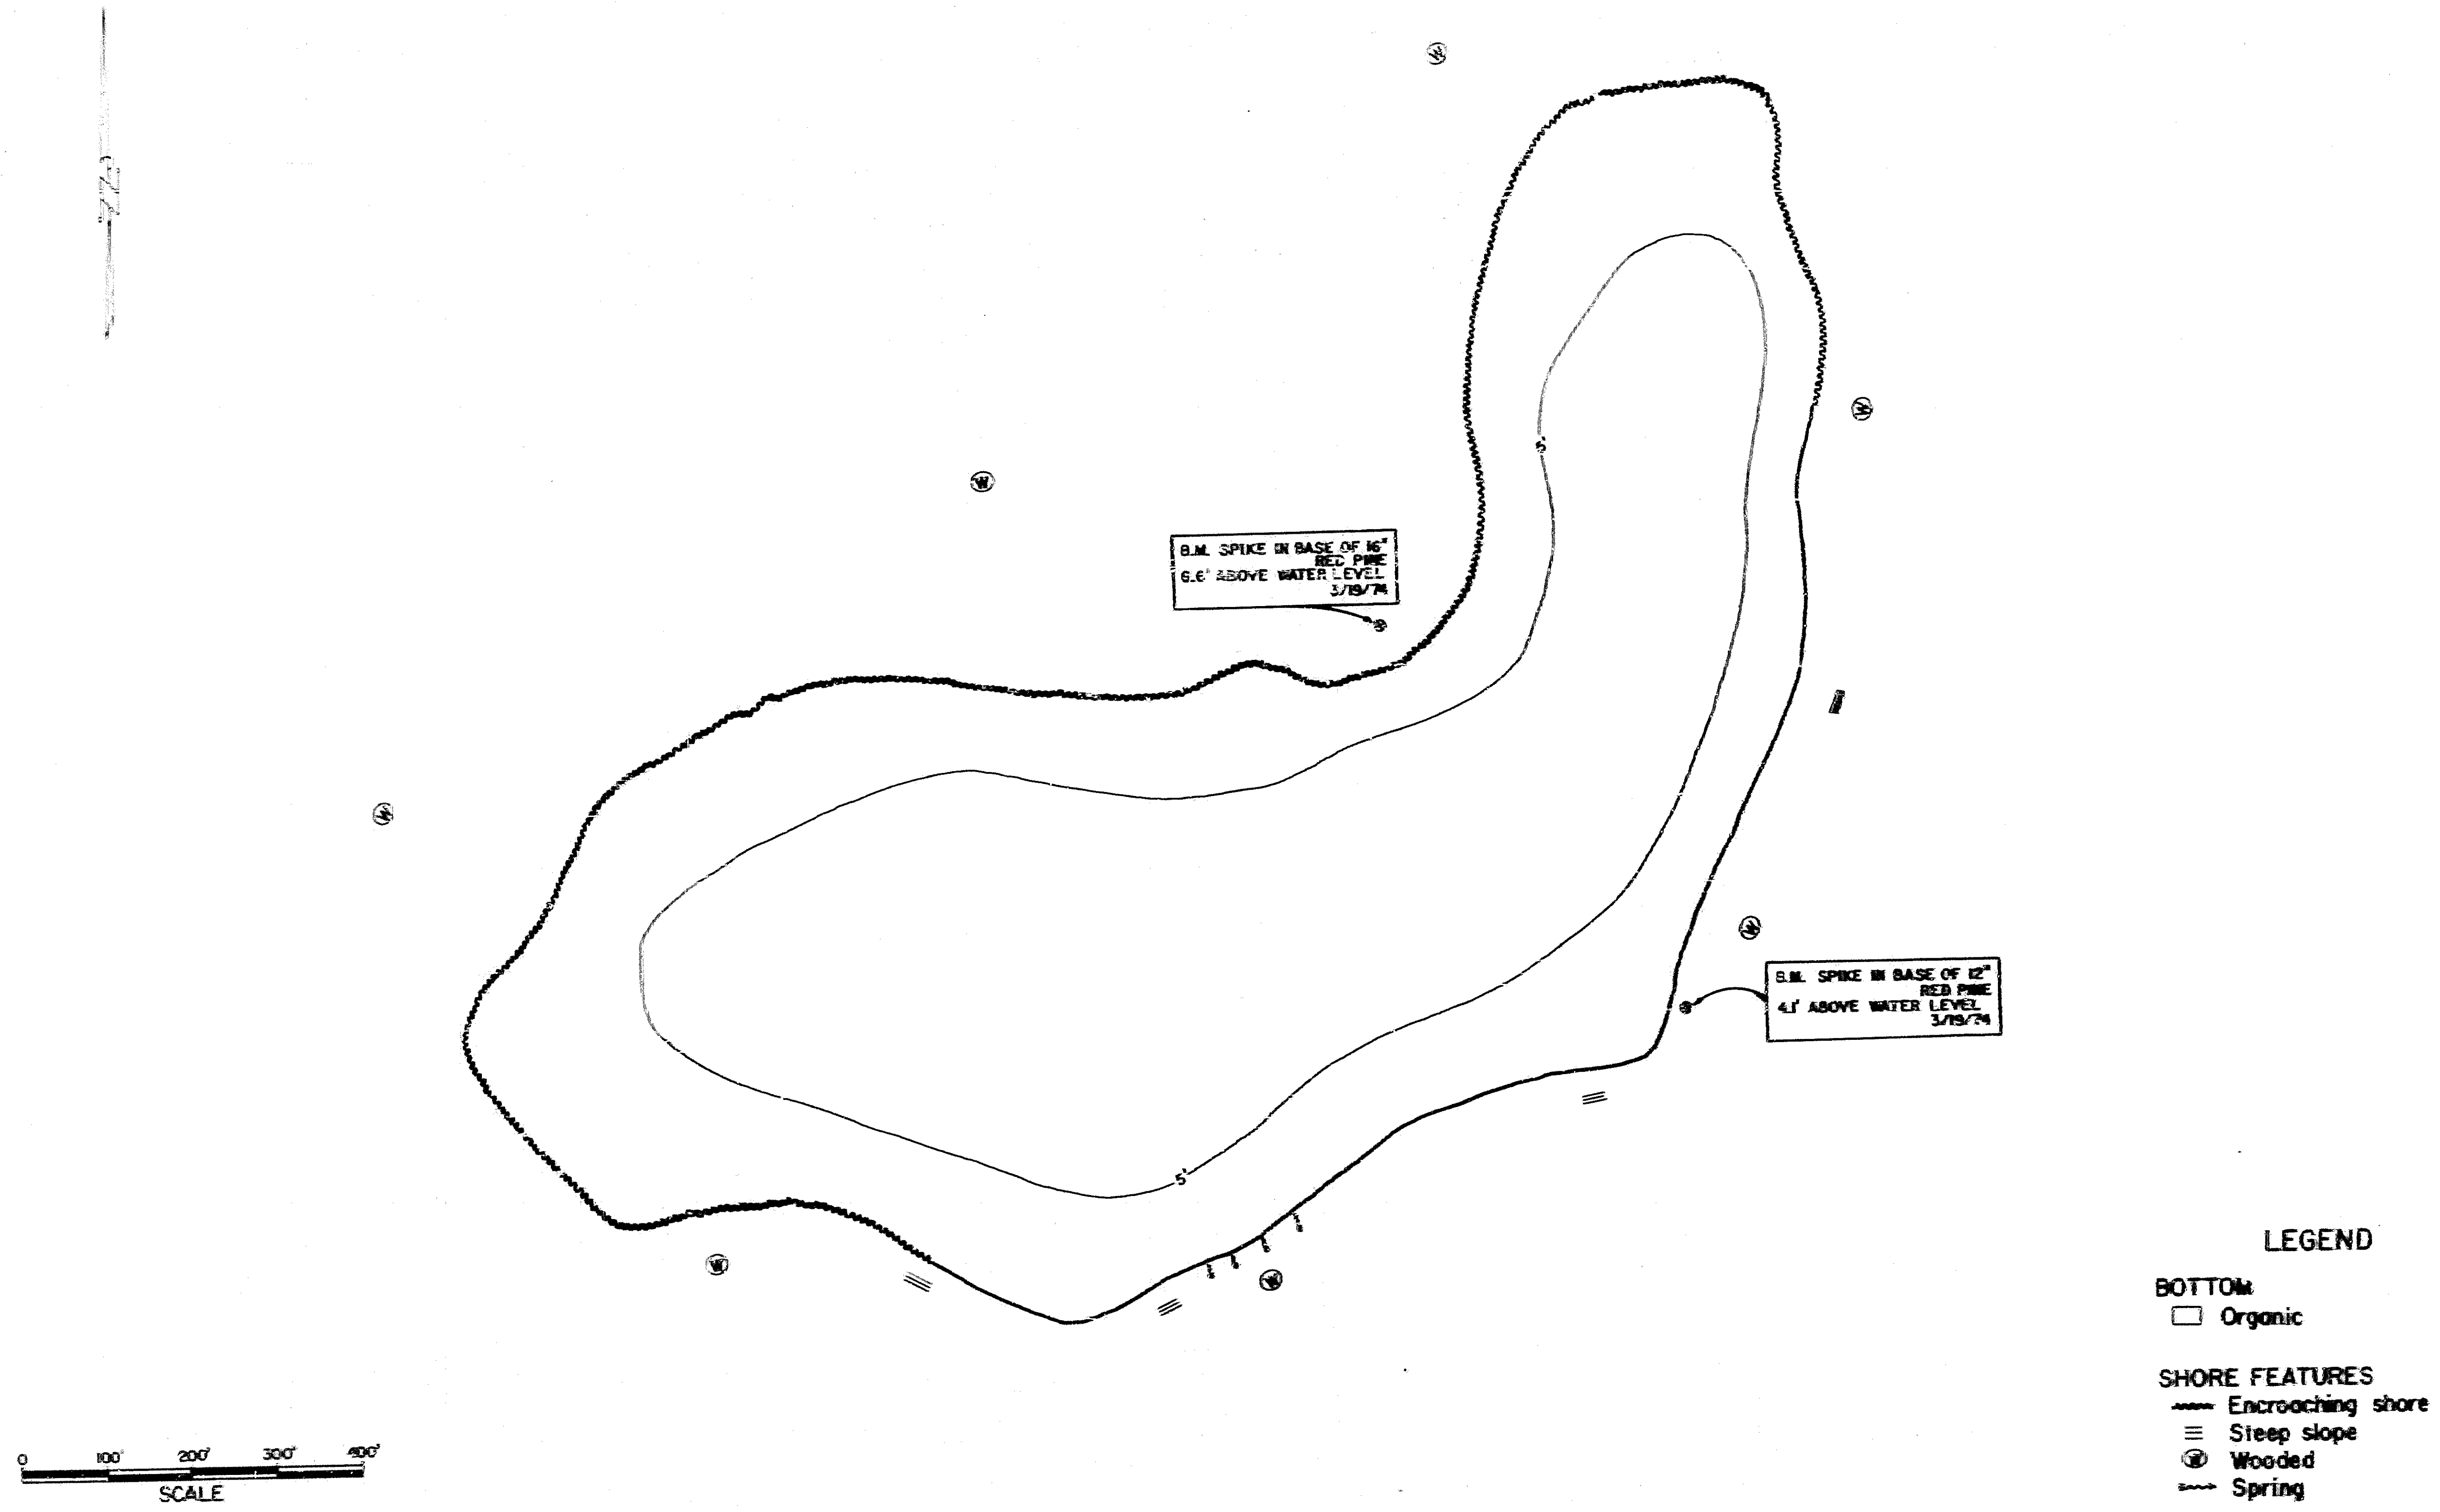 N
W
W
W
5'
B.M. SPIKE IN BASE OF 16"
RED PINE
6.6' ABOVE WATER LEVEL
3/19/74
W
W
B.M. SPIKE IN BASE OF 12"
RED PINE
4.1' ABOVE WATER LEVEL
3/19/74
5'
W
W
LEGEND
BOTTOM
Organic
SHORE FEATURES
Encroaching shore
Steep slope
W Wooded
Spring
0 100' 200' 300' 400'
SCALE